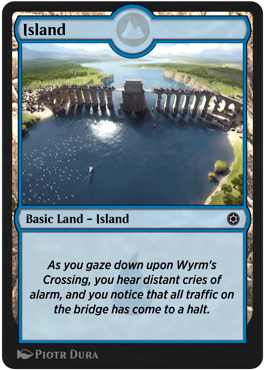 Island
Basic Land – Island
As you gaze down upon Wyrm's
Crossing, you hear distant cries of
alarm, and you notice that all traffic on
the bridge has come to a halt.
Piotr Dura